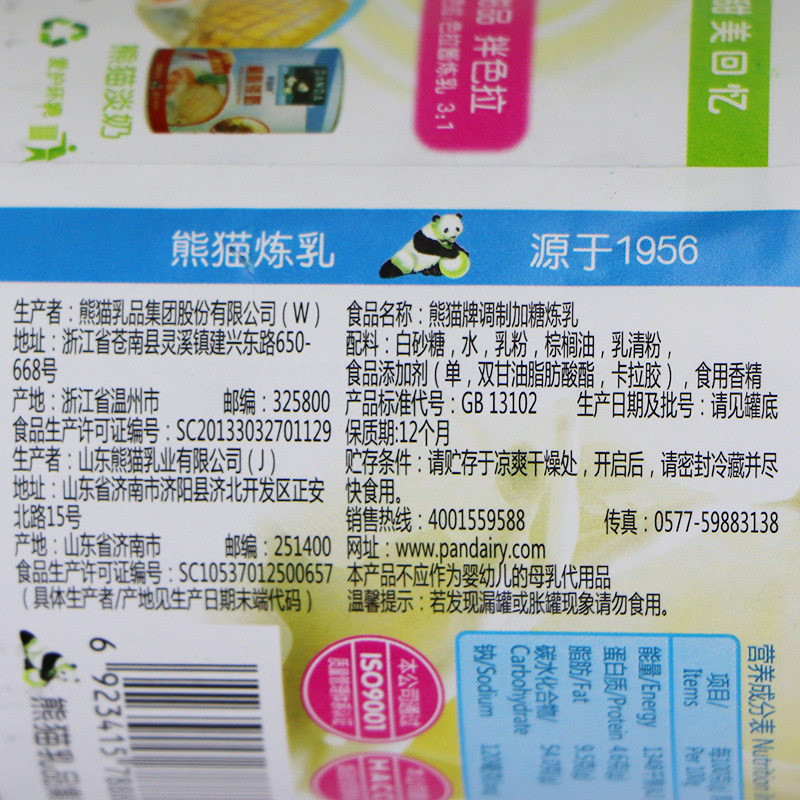 熊猫淡奶
拌色拉
3:1
美回忆
熊猫炼乳
源于1956
生产者：熊猫乳品集团股份有限公司（W）
地址：浙江省苍南县灵溪镇建兴东路650-
668号
产地：浙江省温州市 邮编：325800
食品生产许可证编号：SC20133032701129
生产者：山东熊猫乳业有限公司（J）
地址：山东省济南市济阳县济北开发区正安
北路15号
产地：山东省济南市 邮编：251400
食品生产许可证编号：SC10537012500657
（具体生产者/产地见生产日期末端代码）
食品名称：熊猫牌调制加糖炼乳
配料：白砂糖，水，乳粉，棕榈油，乳清粉，
食品添加剂（单，双甘油脂肪酸酯，卡拉胶），食用香精
产品标准代号：GB 13102 生产日期及批号：请见罐底
保质期:12个月
贮存条件：请贮存于凉爽干燥处，开启后，请密封冷藏并尽
快食用。
销售热线：4001559588 传真：0577-59883138
网址：www.pandairy.com
本产品不应作为婴幼儿的母乳代用品
温馨提示：若发现漏罐或胀罐现象请勿食用。
熊猫乳品
6 923415
本公司通过
ISO9001
营养成分表 Nutrition
项目/
Items
Per 100g
能量/Energy
蛋白质/Protein
脂肪/Fat
碳水化合物/
Carbohydrate
钠/Sodium